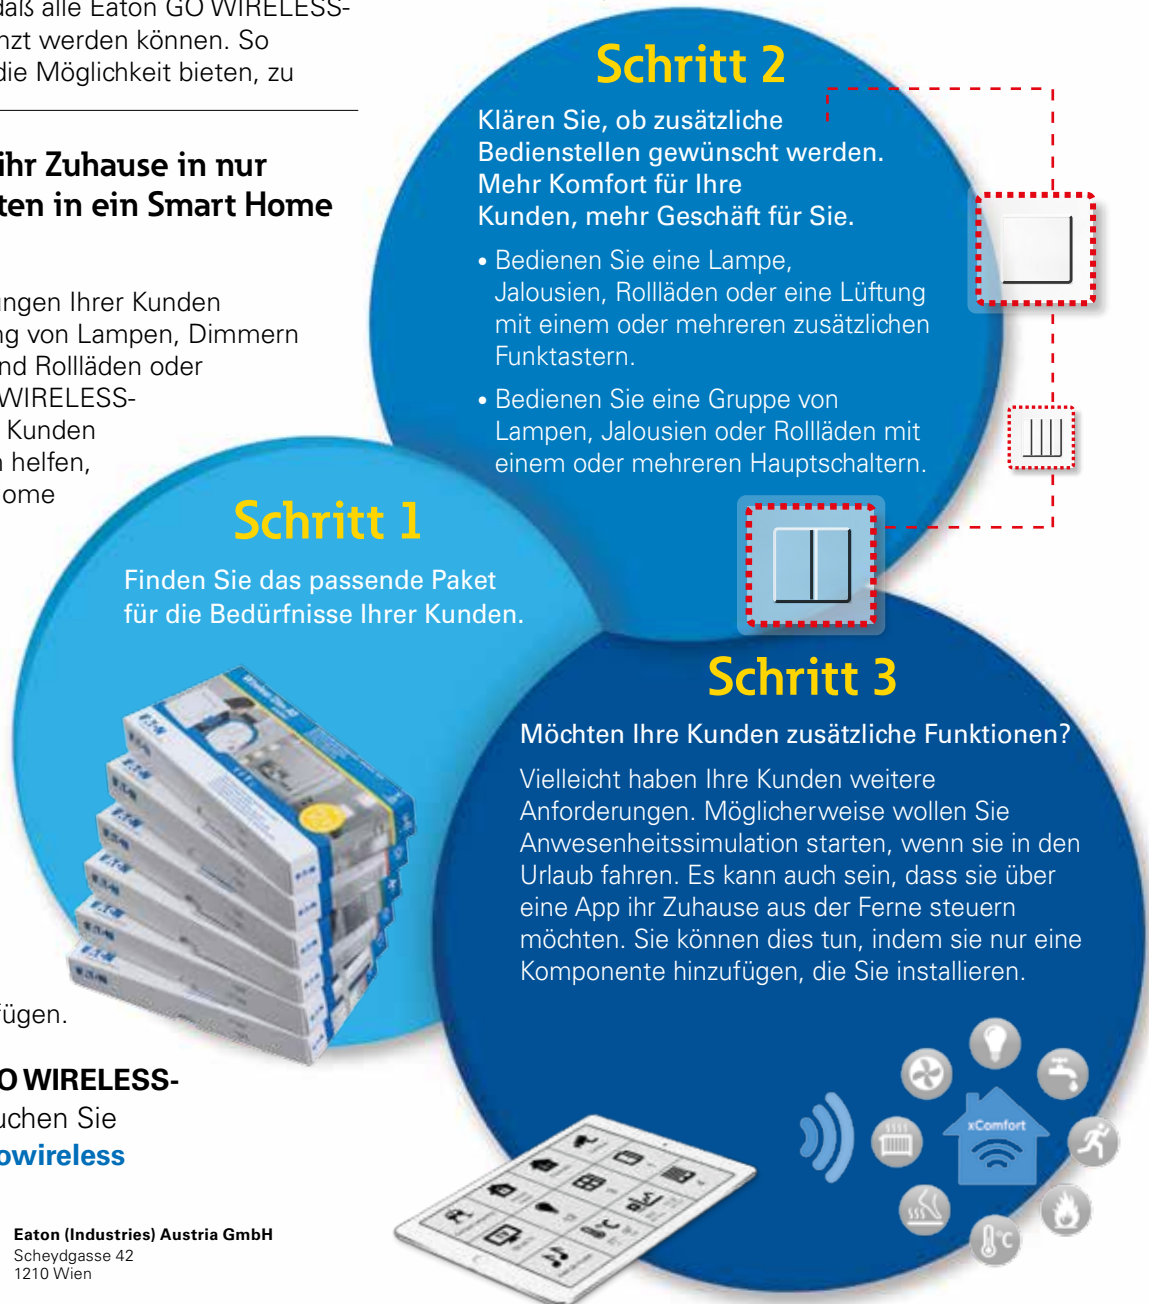 daß alle Eaton GO WIRELESS-
nzt werden können. So
die Möglichkeit bieten, zu
ihr Zuhause in nur
ten in ein Smart Home
ungen Ihrer Kunden
ng von Lampen, Dimmern
nd Rollläden oder
WIRELESS-
Kunden
n helfen,
ome
fügen.
O WIRELESS-
uchen Sie
owireless
Eaton (Industries) Austria GmbH
Scheydgasse 42
1210 Wien
Schritt 1
Finden Sie das passende Paket
für die Bedürfnisse Ihrer Kunden.
Schritt 2
Klären Sie, ob zusätzliche
Bedienstellen gewünscht werden.
Mehr Komfort für Ihre
Kunden, mehr Geschäft für Sie.
• Bedienen Sie eine Lampe,
Jalousien, Rollläden oder eine Lüftung
mit einem oder mehreren zusätzlichen
Funktastern.
• Bedienen Sie eine Gruppe von
Lampen, Jalousien oder Rollläden mit
einem oder mehreren Hauptschaltern.
Schritt 3
Möchten Ihre Kunden zusätzliche Funktionen?
Vielleicht haben Ihre Kunden weitere
Anforderungen. Möglicherweise wollen Sie
Anwesenheitssimulation starten, wenn sie in den
Urlaub fahren. Es kann auch sein, dass sie über
eine App ihr Zuhause aus der Ferne steuern
möchten. Sie können dies tun, indem sie nur eine
Komponente hinzufügen, die Sie installieren.
xComfort
°C